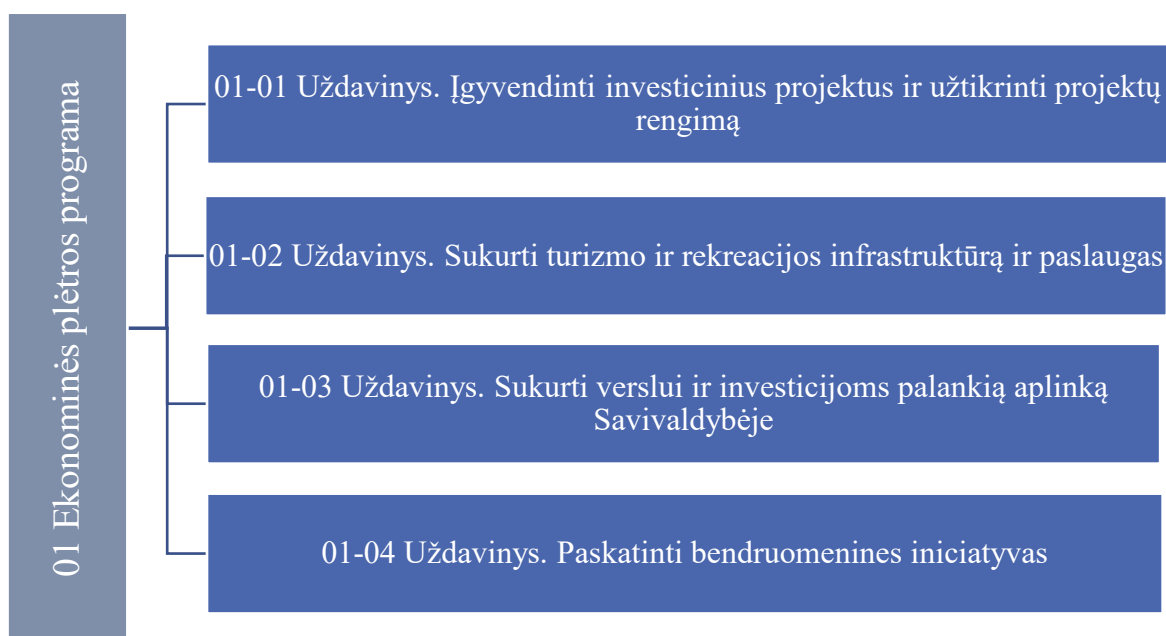 01 Ekonominės plėtros programa
01-01 Uždavinys. Įgyvendinti investicinius projektus ir užtikrinti projektų
rengimą
01-02 Uždavinys. Sukurti turizmo ir rekreacijos infrastruktūrą ir paslaugas
01-03 Uždavinys. Sukurti verslui ir investicijoms palankią aplinką
Savivaldybėje
01-04 Uždavinys. Paskatinti bendruomenines iniciatyvas